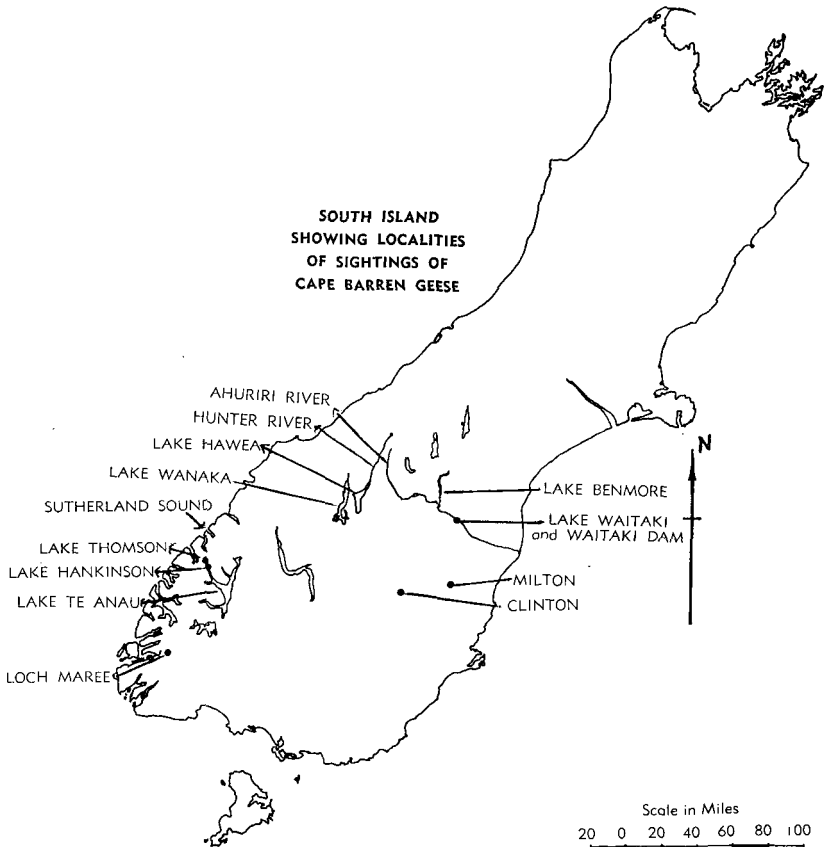 SOUTH ISLAND
SHOWING LOCALITIES
OF SIGHTINGS OF
CAPE BARREN GEESE
AHURIRI RIVER
HUNTER RIVER
LAKE HAWEA
LAKE WANAKA
SUTHERLAND SOUND
LAKE THOMSON
LAKE HANKINSON
LAKE TE ANAU
LOCH MAREE
N
LAKE BENMORE
LAKE WAITAKI
and WAITAKI DAM
MILTON
CLINTON
Scale in Miles
20 0 20 40 60 80 100